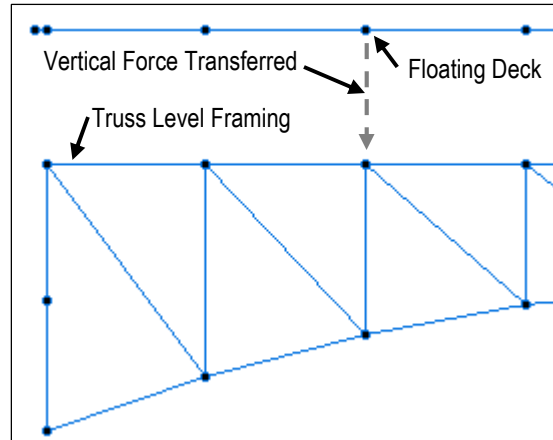 Vertical Force Transferred
Floating Deck
Truss Level Framing